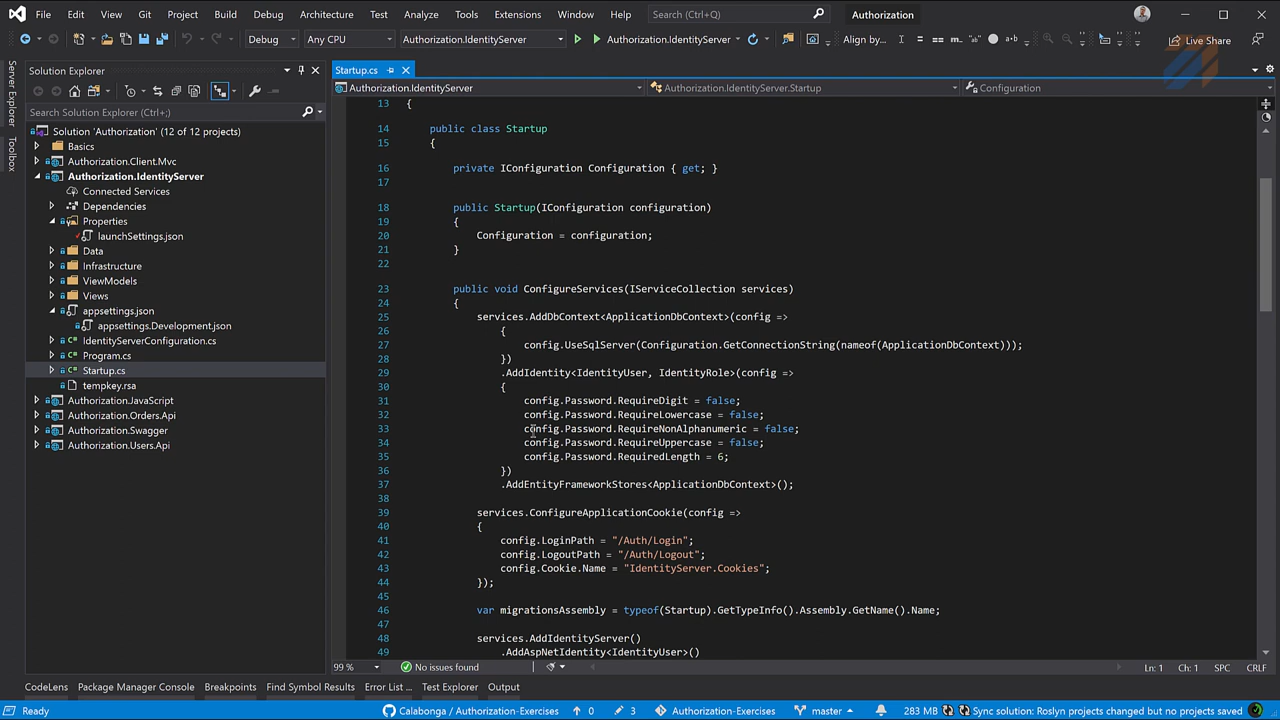 File Edit View Git Project Build Debug Architecture Test Analyze Tools Extensions Window Help Search (Ctrl+Q) Authorization
Debug Any CPU Authorization.IdentityServer Authorization.IdentityServer Align by... Live Share
Server Explorer
Toolbox
Solution Explorer
Search Solution Explorer (Ctrl+;)
Solution 'Authorization' (12 of 12 projects)
Basics
Authorization.Client.Mvc
Authorization.IdentityServer
Connected Services
Dependencies
Properties
launchSettings.json
Data
Infrastructure
ViewModels
Views
appsettings.json
appsettings.Development.json
IdentityServerConfiguration.cs
Program.cs
Startup.cs
tempkey.rsa
Authorization.JavaScript
Authorization.Orders.Api
Authorization.Swagger
Authorization.Users.Api
Startup.cs
Authorization.IdentityServer Authorization.IdentityServer.Startup Configuration
13 {
14 public class Startup
15 {
16 private IConfiguration Configuration { get; }
17
18 public Startup(IConfiguration configuration)
19 {
20 Configuration = configuration;
21 }
22
23 public void ConfigureServices(IServiceCollection services)
24 {
25 services.AddDbContext<ApplicationDbContext>(config =>
26 {
27 config.UseSqlServer(Configuration.GetConnectionString(nameof(ApplicationDbContext)));
28 })
29 .AddIdentity<IdentityUser, IdentityRole>(config =>
30 {
31 config.Password.RequireDigit = false;
32 config.Password.RequireLowercase = false;
33 config.Password.RequireNonAlphanumeric = false;
34 config.Password.RequireUppercase = false;
35 config.Password.RequiredLength = 6;
36 })
37 .AddEntityFrameworkStores<ApplicationDbContext>();
38
39 services.ConfigureApplicationCookie(config =>
40 {
41 config.LoginPath = "/Auth/Login";
42 config.LogoutPath = "/Auth/Logout";
43 config.Cookie.Name = "IdentityServer.Cookies";
44 });
45
46 var migrationsAssembly = typeof(Startup).GetTypeInfo().Assembly.GetName().Name;
47
48 services.AddIdentityServer()
49 .AddAspNetIdentity<IdentityUser>()
99 % No issues found Ln: 1 Ch: 1 SPC CRLF
CodeLens Package Manager Console Breakpoints Find Symbol Results Error List ... Test Explorer Output
Ready Calabonga / Authorization-Exercises 0 3 Authorization-Exercises master 283 MB Sync solution: Roslyn projects changed but no projects saved